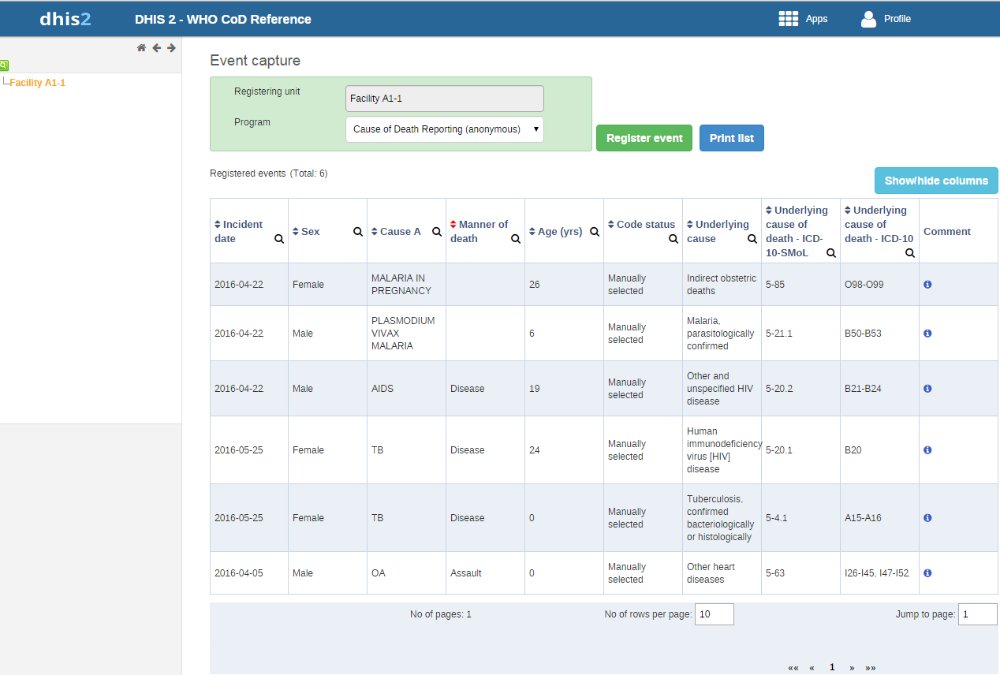 dhis2 DHIS 2 - WHO CoD Reference Apps Profile
Facility A1-1
Event capture
Registering unit Facility A1-1
Program Cause of Death Reporting (anonymous)
Register event Print list
Registered events (Total: 6)
Show/hide columns
Incident date Sex Cause A Manner of death Age (yrs) Code status Underlying cause Underlying cause of death - ICD-10-SMoL Underlying cause of death - ICD-10 Comment
2016-04-22 Female MALARIA IN PREGNANCY 26 Manually selected Indirect obstetric deaths 5-85 O98-O99
2016-04-22 Male PLASMODIUM VIVAX MALARIA 6 Manually selected Malaria, parasitologically confirmed 5-21.1 B50-B53
2016-04-22 Male AIDS Disease 19 Manually selected Other and unspecified HIV disease 5-20.2 B21-B24
2016-05-25 Female TB Disease 24 Manually selected Human immunodeficiency virus [HIV] disease 5-20.1 B20
2016-05-25 Female TB Disease 0 Manually selected Tuberculosis, confirmed bacteriologically or histologically 5-4.1 A15-A16
2016-04-05 Male OA Assault 0 Manually selected Other heart diseases 5-63 I26-I45, I47-I52
No of pages: 1 No of rows per page: 10 Jump to page: 1
«« « 1 » »»